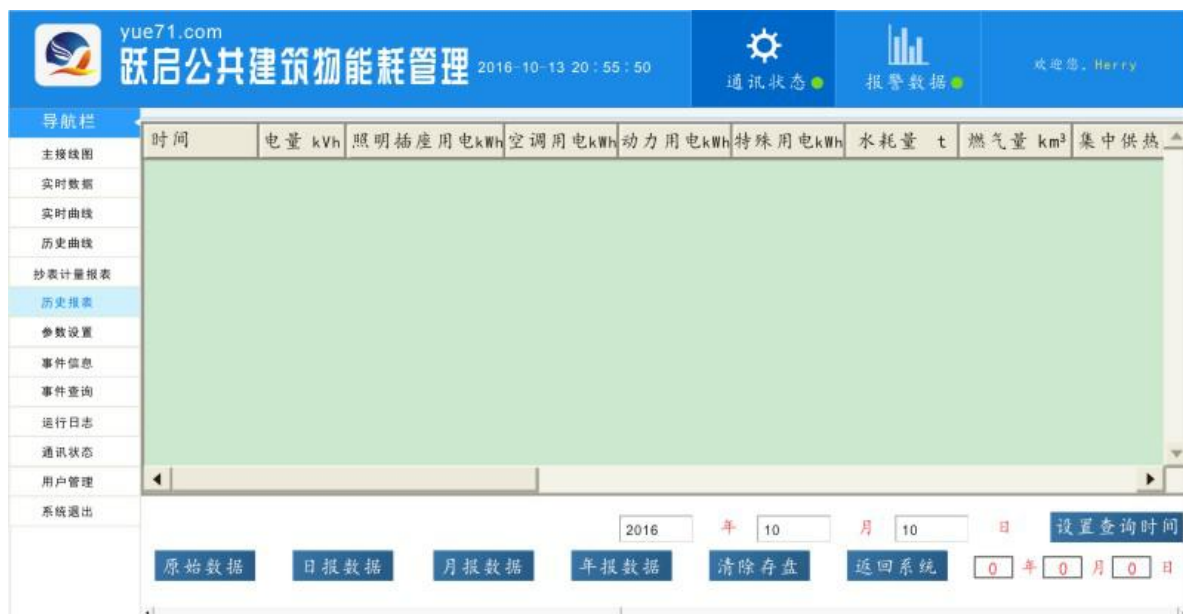 yue71.com
跃启公共建筑物能耗管理 2016-10-13 20:55:50
通讯状态
报警数据
欢迎您，Herry
导航栏
主接线图
实时数据
实时曲线
历史曲线
抄表计量报表
历史报表
参数设置
事件信息
事件查询
运行日志
通讯状态
用户管理
系统退出
时间 电量 kVh 照明插座用电kWh 空调用电kWh 动力用电kWh 特殊用电kWh 水耗量 t 燃气量 km³ 集中供热
2016 年 10 月 10 日 设置查询时间
原始数据 日报数据 月报数据 年报数据 清除存盘 返回系统 0 年 0 月 0 日